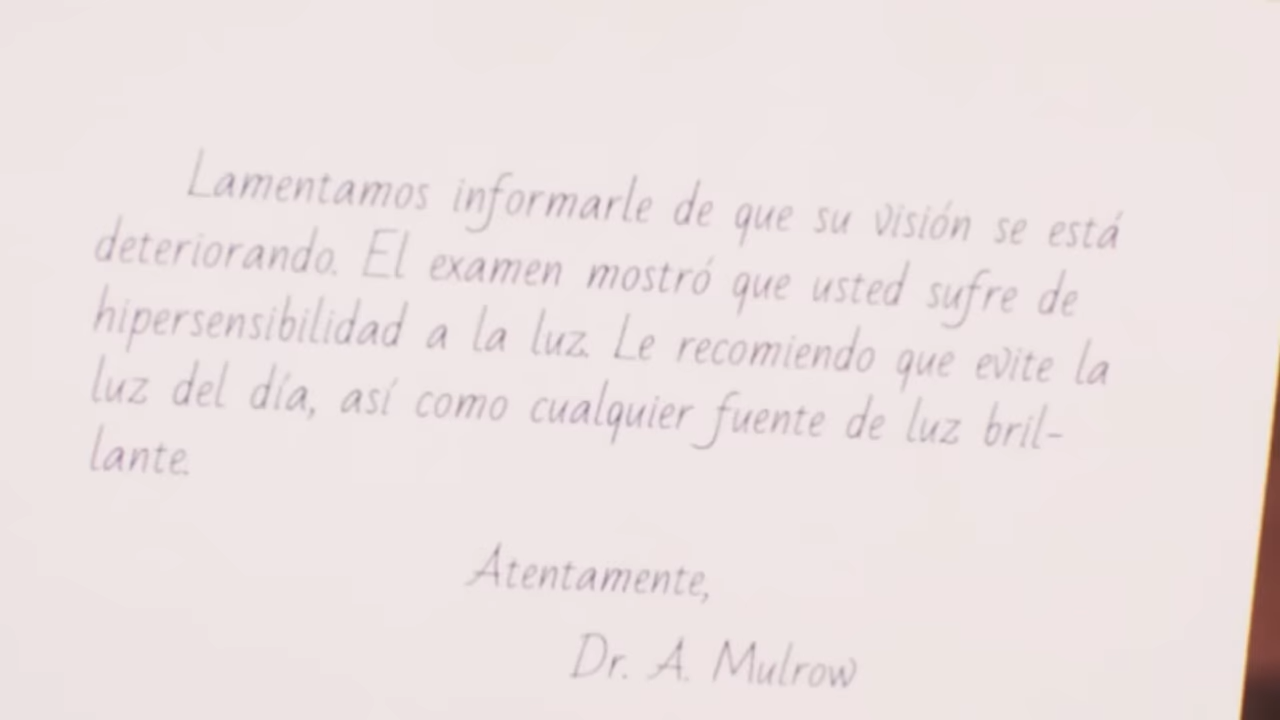 Lamentamos informarle de que su visión se está
deteriorando. El examen mostró que usted sufre de
hipersensibilidad a la luz. Le recomiendo que evite la
luz del día, así como cualquier fuente de luz bril-
lante.
Atentamente,
Dr. A. Mulrow